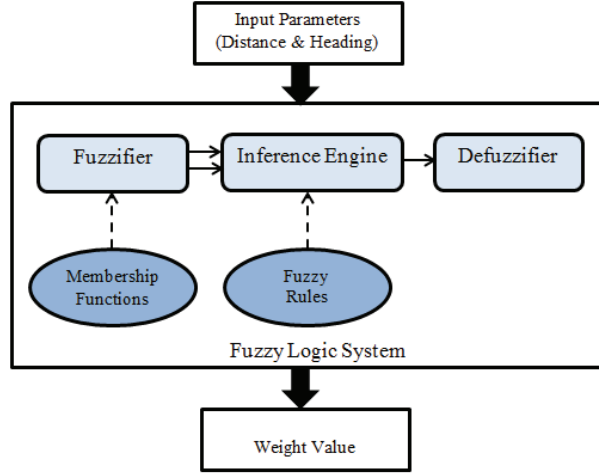 Input Parameters
(Distance & Heading)
Fuzzifier
Inference Engine
Defuzzifier
Membership
Functions
Fuzzy
Rules
Fuzzy Logic System
Weight Value